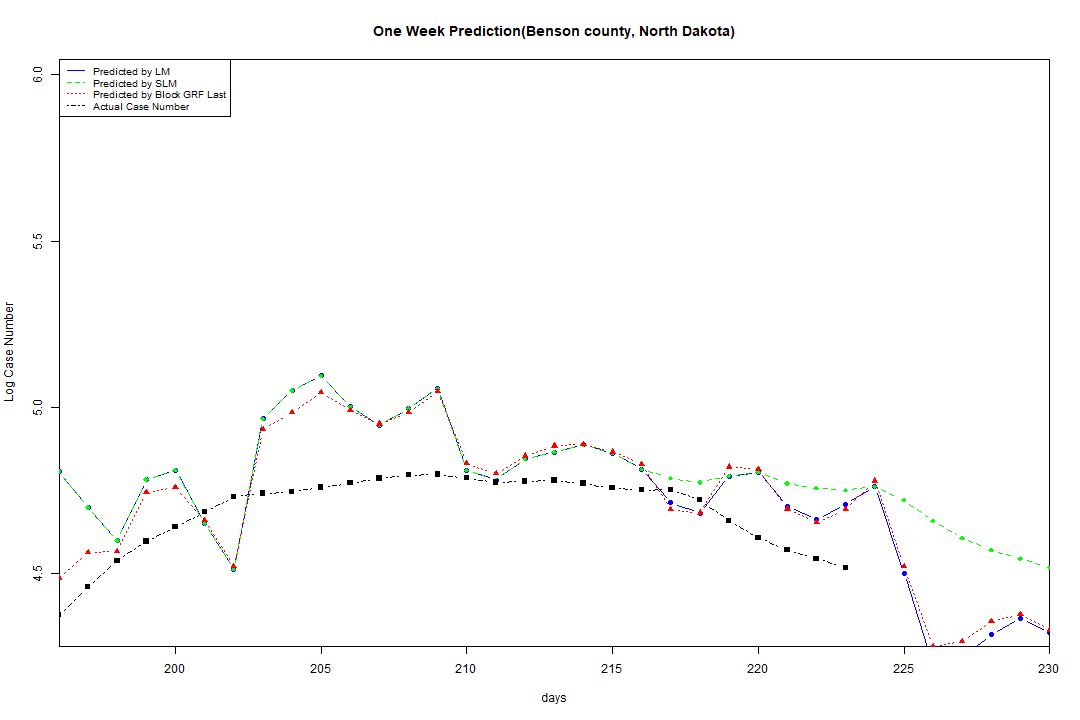 One Week Prediction(Benson county, North Dakota)
Predicted by LM
Predicted by SLM
Predicted by Block GRF Last
Actual Case Number
6.0
5.5
5.0
4.5
Log Case Number
200 205 210 215 220 225 230
days